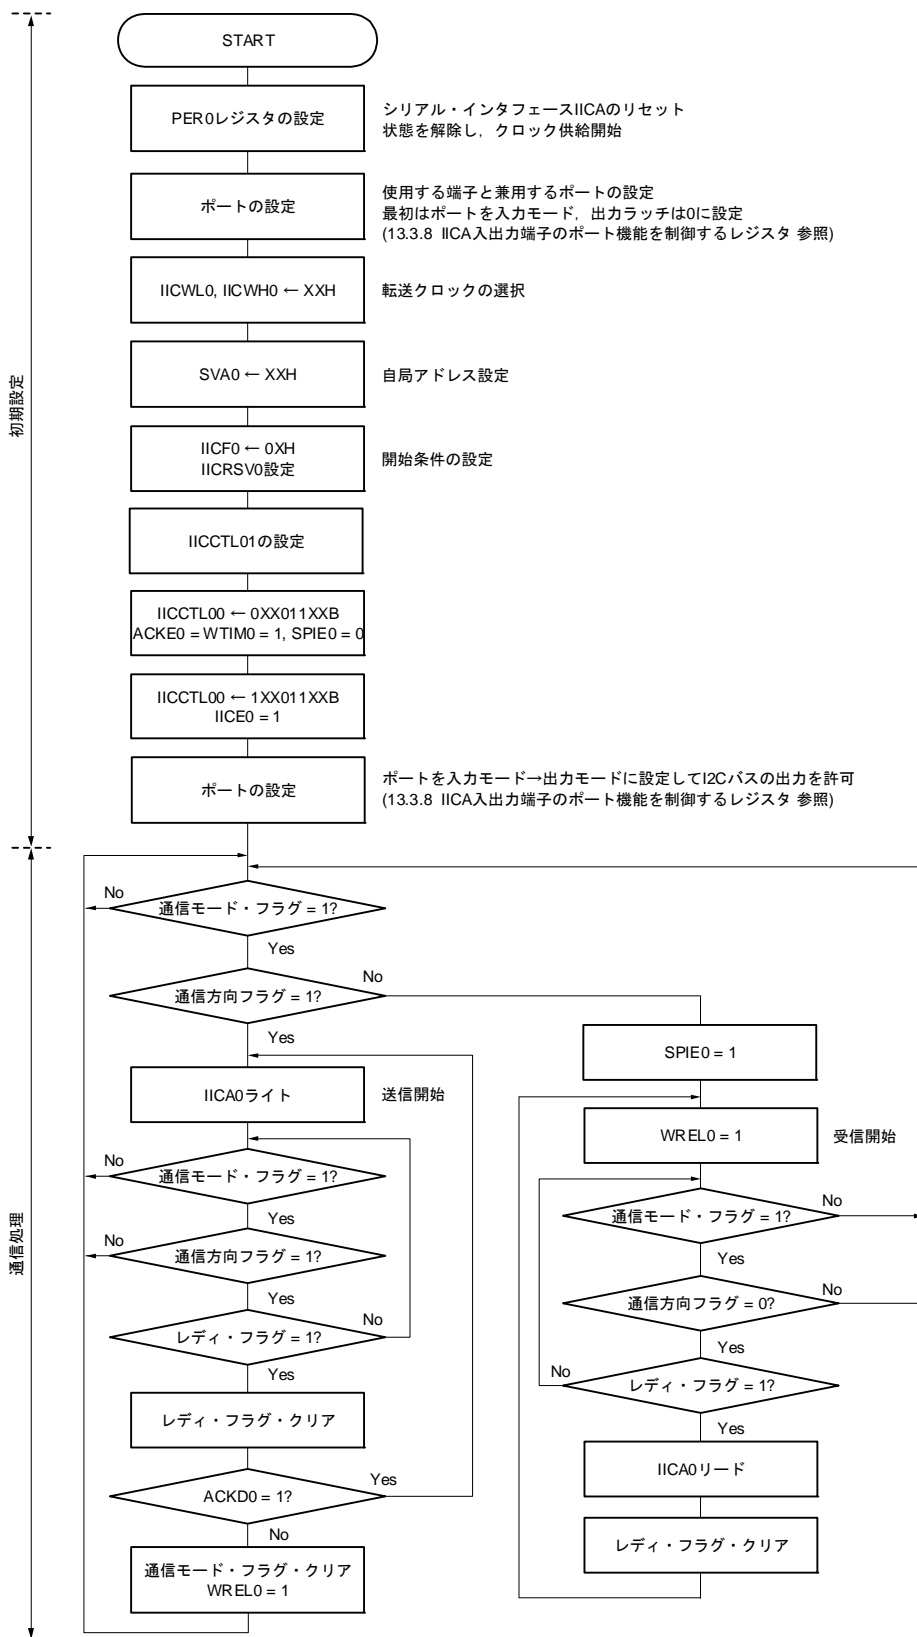 START
PER0レジスタの設定
シリアル・インタフェースIICAのリセット
状態を解除し，クロック供給開始
ポートの設定
使用する端子と兼用するポートの設定
最初はポートを入力モード，出力ラッチは0に設定
(13.3.8 IICA入出力端子のポート機能を制御するレジスタ 参照)
IICWL0, IICWH0 ← XXH
転送クロックの選択
SVA0 ← XXH
自局アドレス設定
初期設定
IICF0 ← 0XH
IICRSV0設定
開始条件の設定
IICCTL01の設定
IICCTL00 ← 0XX011XXB
ACKE0 = WTIM0 = 1, SPIE0 = 0
IICCTL00 ← 1XX011XXB
IICE0 = 1
ポートの設定
ポートを入力モード→出力モードに設定してI2Cバスの出力を許可
(13.3.8 IICA入出力端子のポート機能を制御するレジスタ 参照)
通信処理
No
通信モード・フラグ = 1?
Yes
No
通信方向フラグ = 1?
Yes
IICA0ライト
送信開始
No
通信モード・フラグ = 1?
Yes
No
通信方向フラグ = 1?
Yes
No
レディ・フラグ = 1?
Yes
レディ・フラグ・クリア
Yes
ACKD0 = 1?
No
通信モード・フラグ・クリア
WREL0 = 1
SPIE0 = 1
WREL0 = 1
受信開始
No
通信モード・フラグ = 1?
Yes
No
通信方向フラグ = 0?
Yes
No
レディ・フラグ = 1?
Yes
IICA0リード
レディ・フラグ・クリア